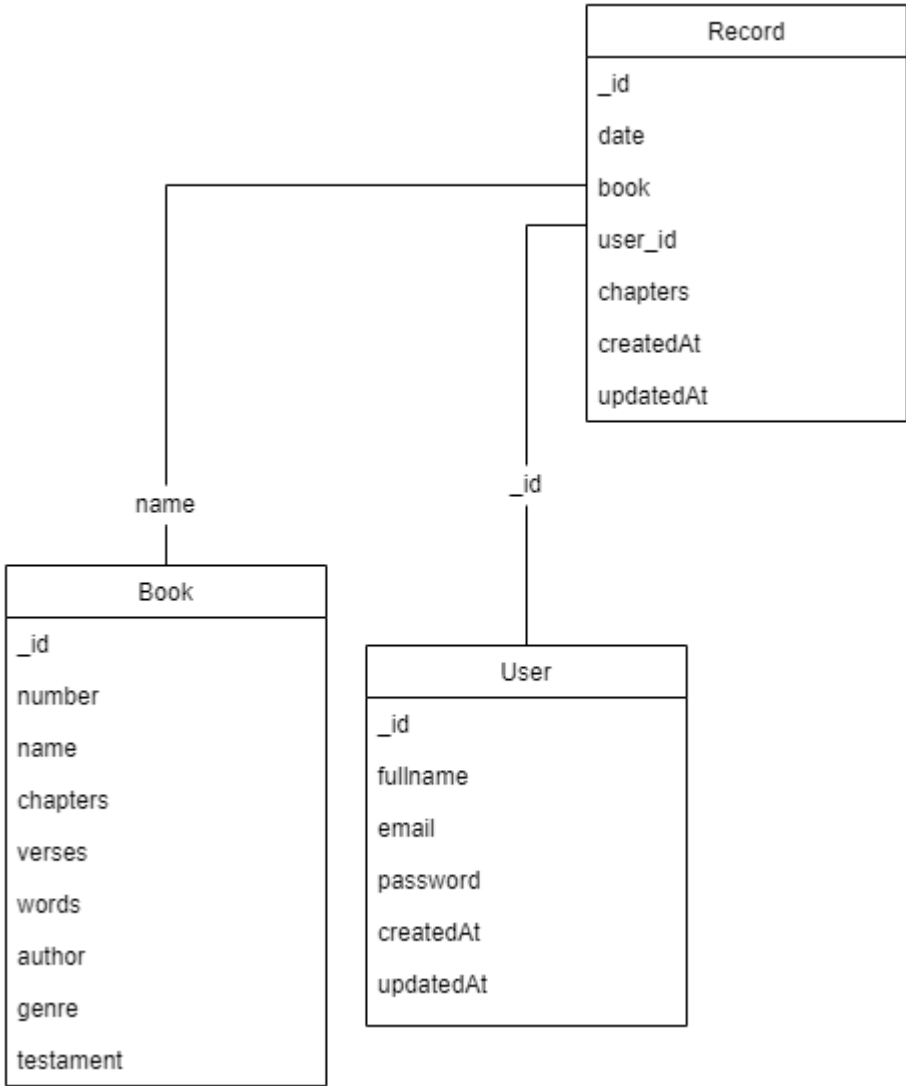 Record
_id
date
book
user_id
chapters
createdAt
updatedAt
name
_id
Book
_id
number
name
chapters
verses
words
author
genre
testament
User
_id
fullname
email
password
createdAt
updatedAt